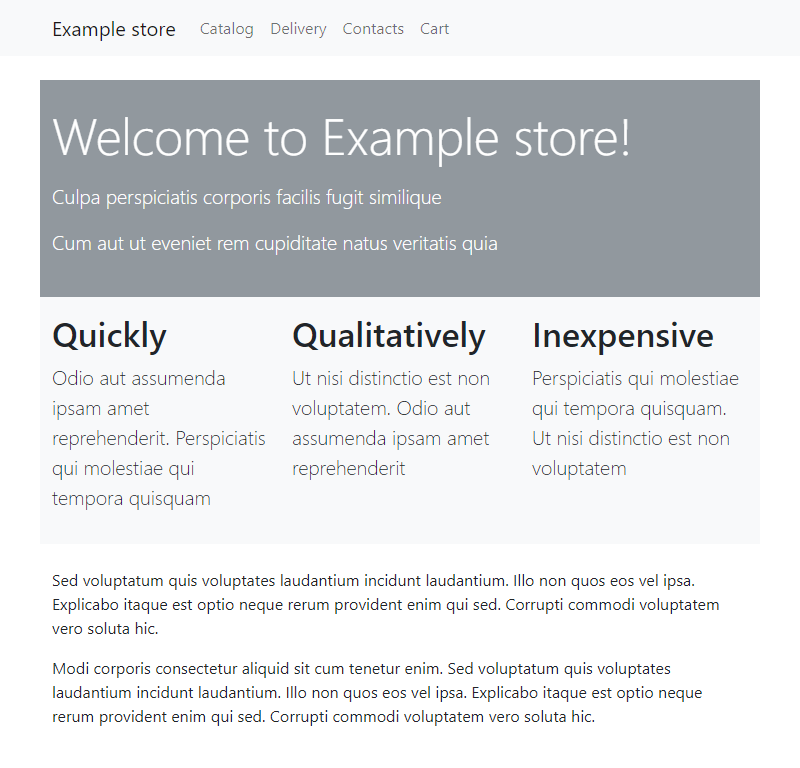 Example store
Catalog
Delivery
Contacts
Cart
Welcome to Example store!
Culpa perspiciatis corporis facilis fugit similique
Cum aut ut eveniet rem cupiditate natus veritatis quia
Quickly
Odio aut assumenda
ipsam amet
reprehenderit. Perspiciatis
qui molestiae qui
tempora quisquam
Qualitatively
Ut nisi distinctio est non
voluptatem. Odio aut
assumenda ipsam amet
reprehenderit
Inexpensive
Perspiciatis qui molestiae
qui tempora quisquam.
Ut nisi distinctio est non
voluptatem
Sed voluptatum quis voluptates laudantium incidunt laudantium. Illo non quos eos vel ipsa.
Explicabo itaque est optio neque rerum provident enim qui sed. Corrupti commodi voluptatem
vero soluta hic.
Modi corporis consectetur aliquid sit cum tenetur enim. Sed voluptatum quis voluptates
laudantium incidunt laudantium. Illo non quos eos vel ipsa. Explicabo itaque est optio neque
rerum provident enim qui sed. Corrupti commodi voluptatem vero soluta hic.